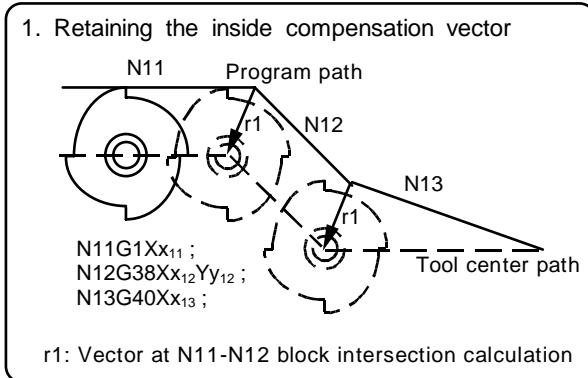 1. Retaining the inside compensation vector
N11
Program path
r1
N12
N13
r1
N11G1Xx₁₁ ;
N12G38Xx₁₂Yy₁₂ ;
N13G40Xx₁₃ ;
Tool center path
r1: Vector at N11-N12 block intersection calculation